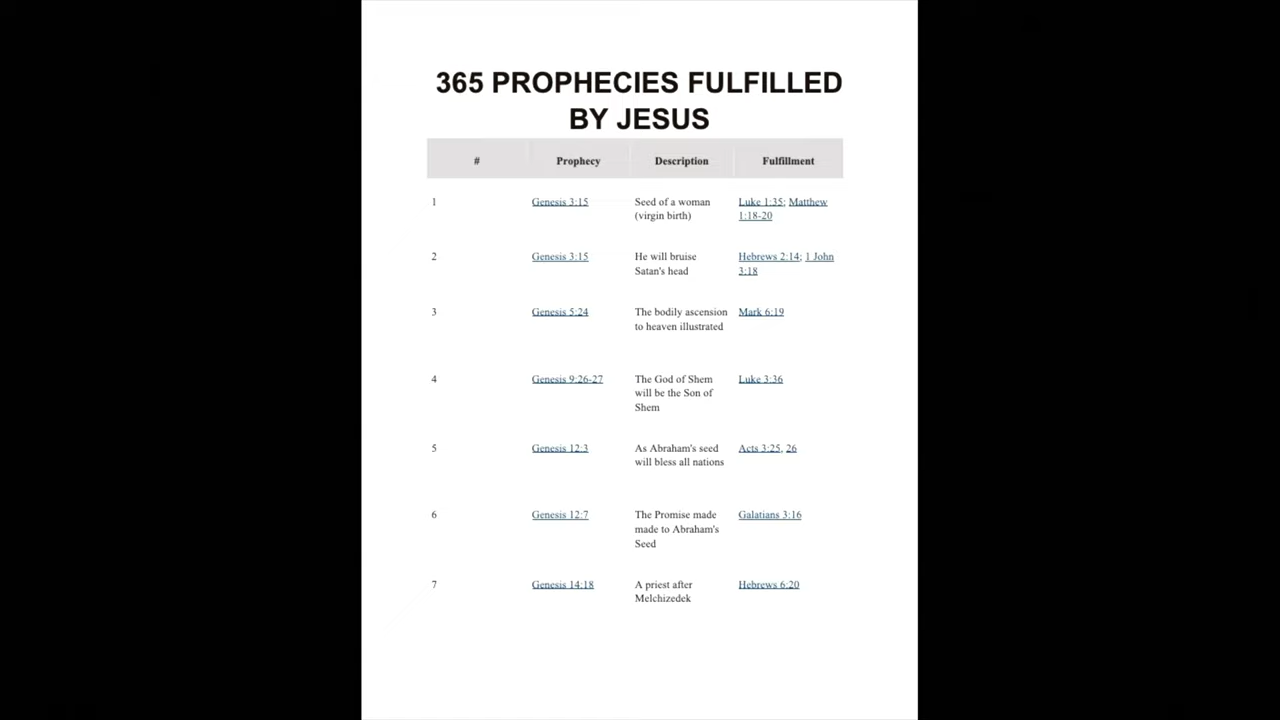 365 PROPHECIES FULFILLED
BY JESUS
# Prophecy Description Fulfillment
1 Genesis 3:15 Seed of a woman Luke 1:35; Matthew
(virgin birth) 1:18-20
2 Genesis 3:15 He will bruise Hebrews 2:14; 1 John
Satan's head 3:18
3 Genesis 5:24 The bodily ascension Mark 6:19
to heaven illustrated
4 Genesis 9:26-27 The God of Shem Luke 3:36
will be the Son of
Shem
5 Genesis 12:3 As Abraham's seed Acts 3:25, 26
will bless all nations
6 Genesis 12:7 The Promise made Galatians 3:16
made to Abraham's
Seed
7 Genesis 14:18 A priest after Hebrews 6:20
Melchizedek